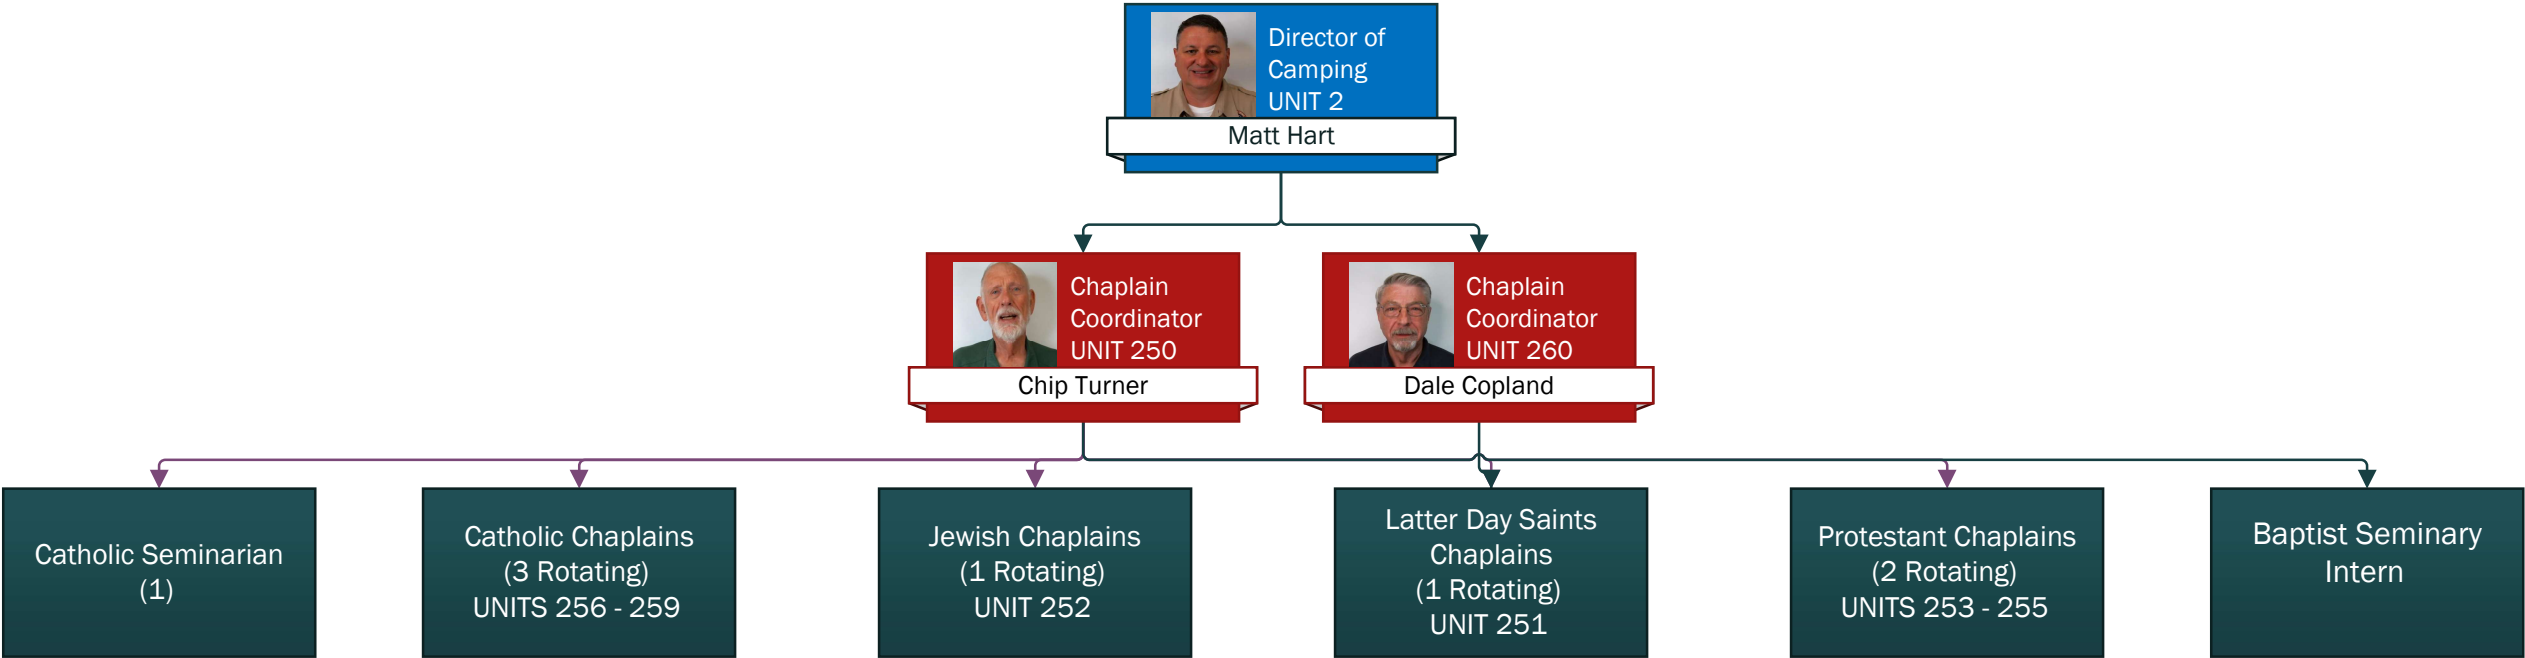 Director of
Camping
UNIT 2
Matt Hart
Chaplain
Coordinator
UNIT 250
Chip Turner
Chaplain
Coordinator
UNIT 260
Dale Copland
Catholic Seminarian
(1)
Catholic Chaplains
(3 Rotating)
UNITS 256 - 259
Jewish Chaplains
(1 Rotating)
UNIT 252
Latter Day Saints
Chaplains
(1 Rotating)
UNIT 251
Protestant Chaplains
(2 Rotating)
UNITS 253 - 255
Baptist Seminary
Intern